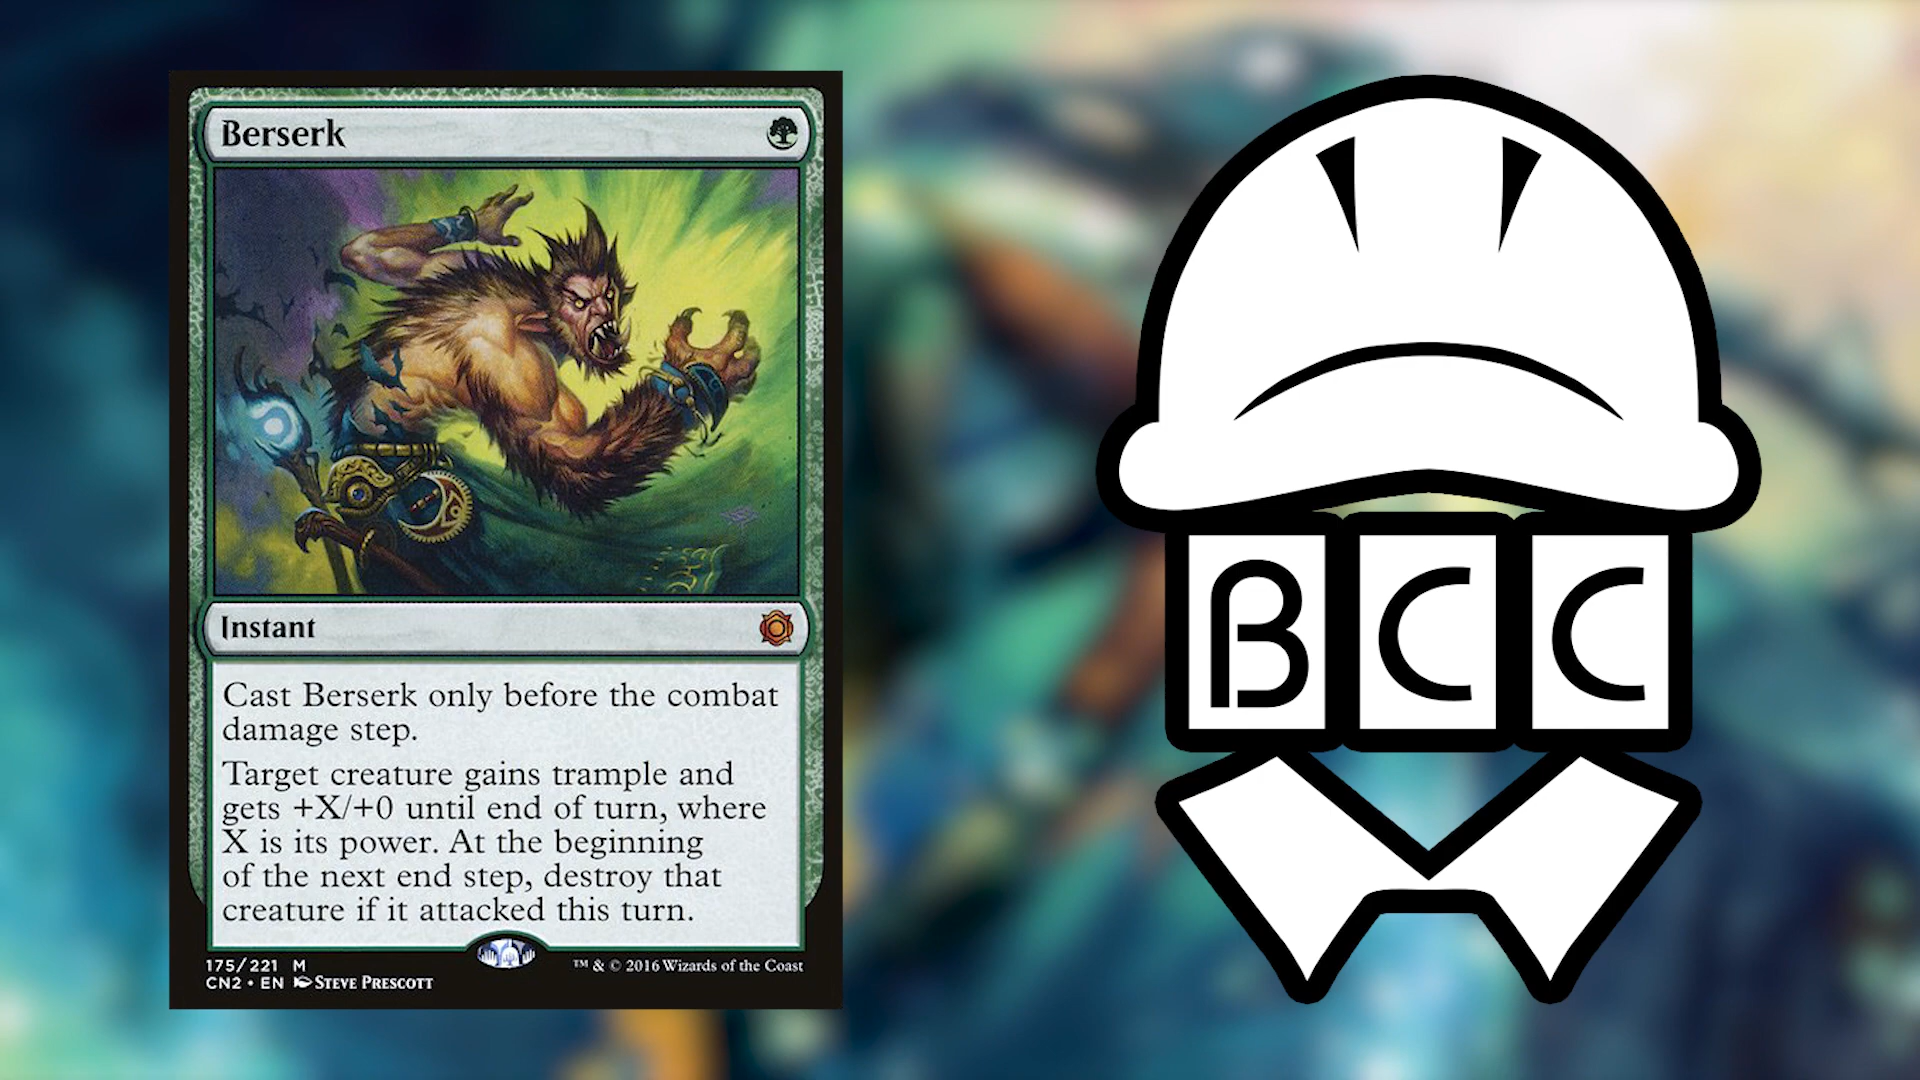 Berserk
Instant
Cast Berserk only before the combat
damage step.
Target creature gains trample and
gets +X/+0 until end of turn, where
X is its power. At the beginning
of the next end step, destroy that
creature if it attacked this turn.
175/221 M
CN2 • EN STEVE PRESCOTT
™ & © 2016 Wizards of the Coast
BCC